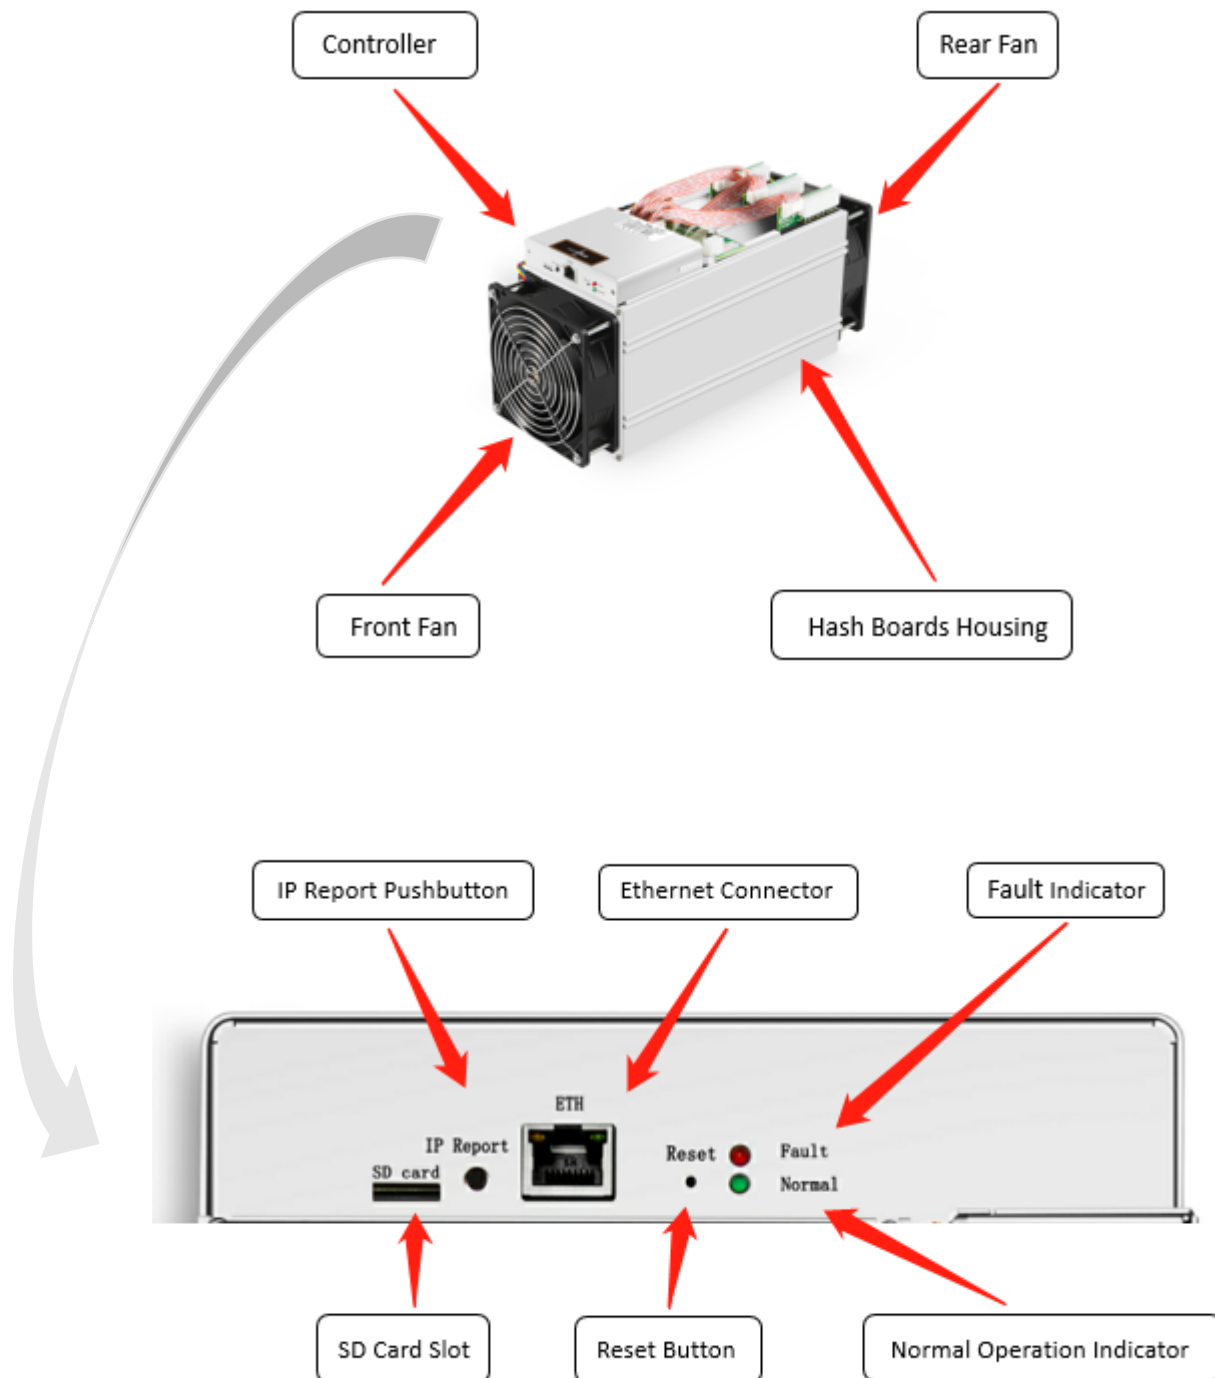 Controller
Rear Fan
Front Fan
Hash Boards Housing
IP Report Pushbutton
Ethernet Connector
Fault Indicator
ETH
IP Report
SD card
Reset
Fault
Normal
SD Card Slot
Reset Button
Normal Operation Indicator